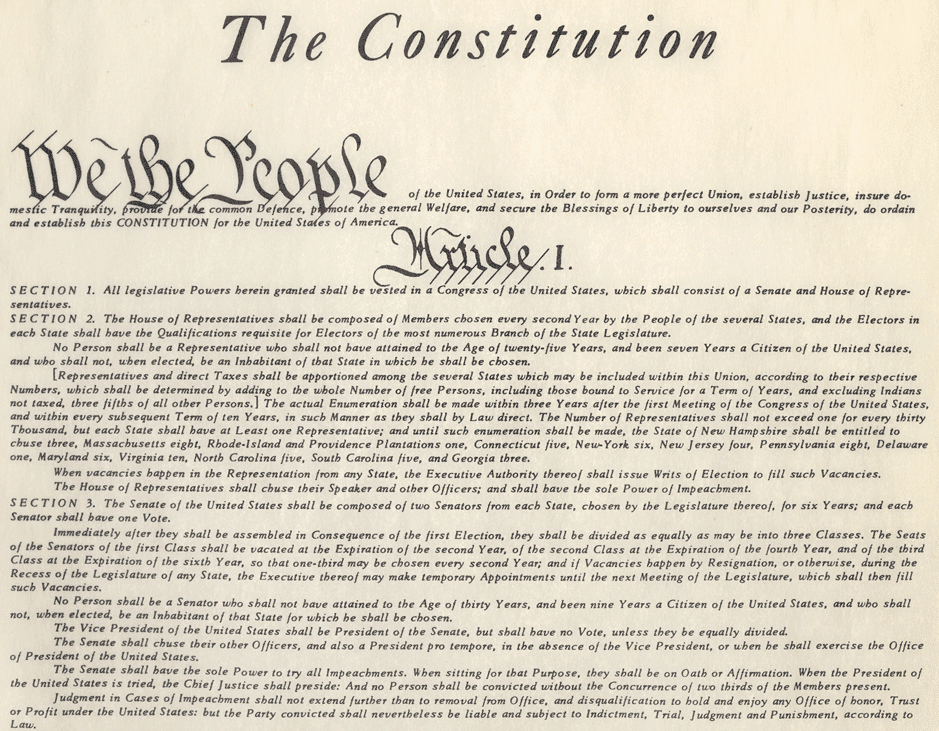 The Constitution
We the People
of the United States, in Order to form a more perfect Union, establish Justice, insure do-
mestic Tranquility, provide for the common Defence, promote the general Welfare, and secure the Blessings of Liberty to ourselves and our Posterity, do ordain
and establish this CONSTITUTION for the United States of America.
Article. I.
SECTION 1. All legislative Powers herein granted shall be vested in a Congress of the United States, which shall consist of a Senate and House of Repre-
sentatives.
SECTION 2. The House of Representatives shall be composed of Members chosen every second Year by the People of the several States, and the Electors in
each State shall have the Qualifications requisite for Electors of the most numerous Branch of the State Legislature.
No Person shall be a Representative who shall not have attained to the Age of twenty-five Years, and been seven Years a Citizen of the United States,
and who shall not, when elected, be an Inhabitant of that State in which he shall be chosen.
[Representatives and direct Taxes shall be apportioned among the several States which may be included within this Union, according to their respective
Numbers, which shall be determined by adding to the whole Number of free Persons, including those bound to Service for a Term of Years, and excluding Indians
not taxed, three fifths of all other Persons.] The actual Enumeration shall be made within three Years after the first Meeting of the Congress of the United States,
and within every subsequent Term of ten Years, in such Manner as they shall by Law direct. The Number of Representatives shall not exceed one for every thirty
Thousand, but each State shall have at Least one Representative; and until such enumeration shall be made, the State of New Hampshire shall be entitled to
chuse three, Massachusetts eight, Rhode-Island and Providence Plantations one, Connecticut five, New-York six, New Jersey four, Pennsylvania eight, Delaware
one, Maryland six, Virginia ten, North Carolina five, South Carolina five, and Georgia three.
When vacancies happen in the Representation from any State, the Executive Authority thereof shall issue Writs of Election to fill such Vacancies.
The House of Representatives shall chuse their Speaker and other Officers; and shall have the sole Power of Impeachment.
SECTION 3. The Senate of the United States shall be composed of two Senators from each State, chosen by the Legislature thereof, for six Years; and each
Senator shall have one Vote.
Immediately after they shall be assembled in Consequence of the first Election, they shall be divided as equally as may be into three Classes. The Seats
of the Senators of the first Class shall be vacated at the Expiration of the second Year, of the second Class at the Expiration of the fourth Year, and of the third
Class at the Expiration of the sixth Year, so that one-third may be chosen every second Year; and if Vacancies happen by Resignation, or otherwise, during the
Recess of the Legislature of any State, the Executive thereof may make temporary Appointments until the next Meeting of the Legislature, which shall then fill
such Vacancies.
No Person shall be a Senator who shall not have attained to the Age of thirty Years, and been nine Years a Citizen of the United States, and who shall
not, when elected, be an Inhabitant of that State for which he shall be chosen.
The Vice President of the United States shall be President of the Senate, but shall have no Vote, unless they be equally divided.
The Senate shall chuse their other Officers, and also a President pro tempore, in the absence of the Vice President, or when he shall exercise the Office
of President of the United States.
The Senate shall have the sole Power to try all Impeachments. When sitting for that Purpose, they shall be on Oath or Affirmation. When the President of
the United States is tried, the Chief Justice shall preside: And no Person shall be convicted without the Concurrence of two thirds of the Members present.
Judgment in Cases of Impeachment shall not extend further than to removal from Office, and disqualification to hold and enjoy any Office of honor, Trust
or Profit under the United States: but the Party convicted shall nevertheless be liable and subject to Indictment, Trial, Judgment and Punishment, according to
Law.